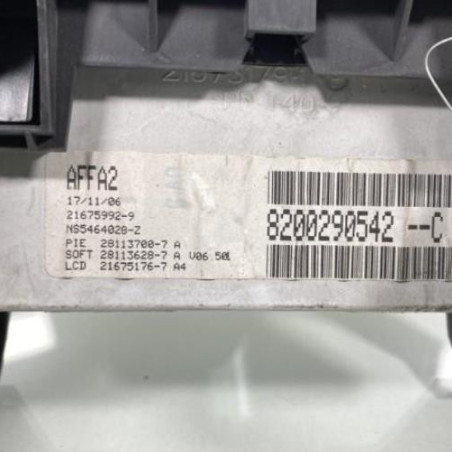 AFFA2
17/11/06
21675992-9
NS5464028-Z
PIE 28113700-7 A
SOFT 28113628-7 A V06.50
LCD 21675176-7 A4
8200290542 --C